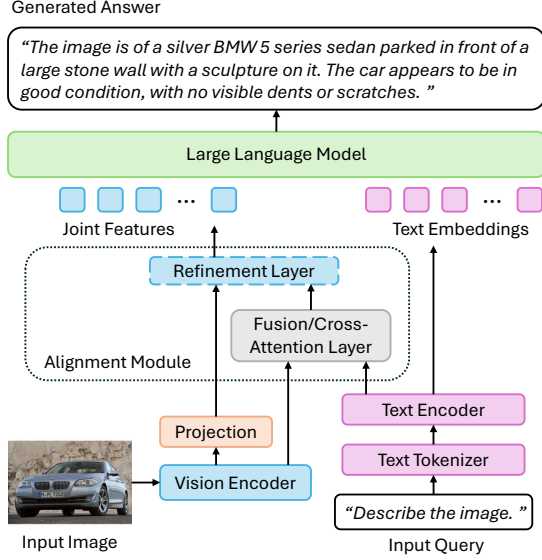 Generated Answer
“The image is of a silver BMW 5 series sedan parked in front of a
large stone wall with a sculpture on it. The car appears to be in
good condition, with no visible dents or scratches. ”
Large Language Model
...
...
Joint Features
Text Embeddings
Refinement Layer
Fusion/Cross-
Attention Layer
Alignment Module
Text Encoder
Projection
Text Tokenizer
Vision Encoder
“Describe the image. ”
Input Image
Input Query